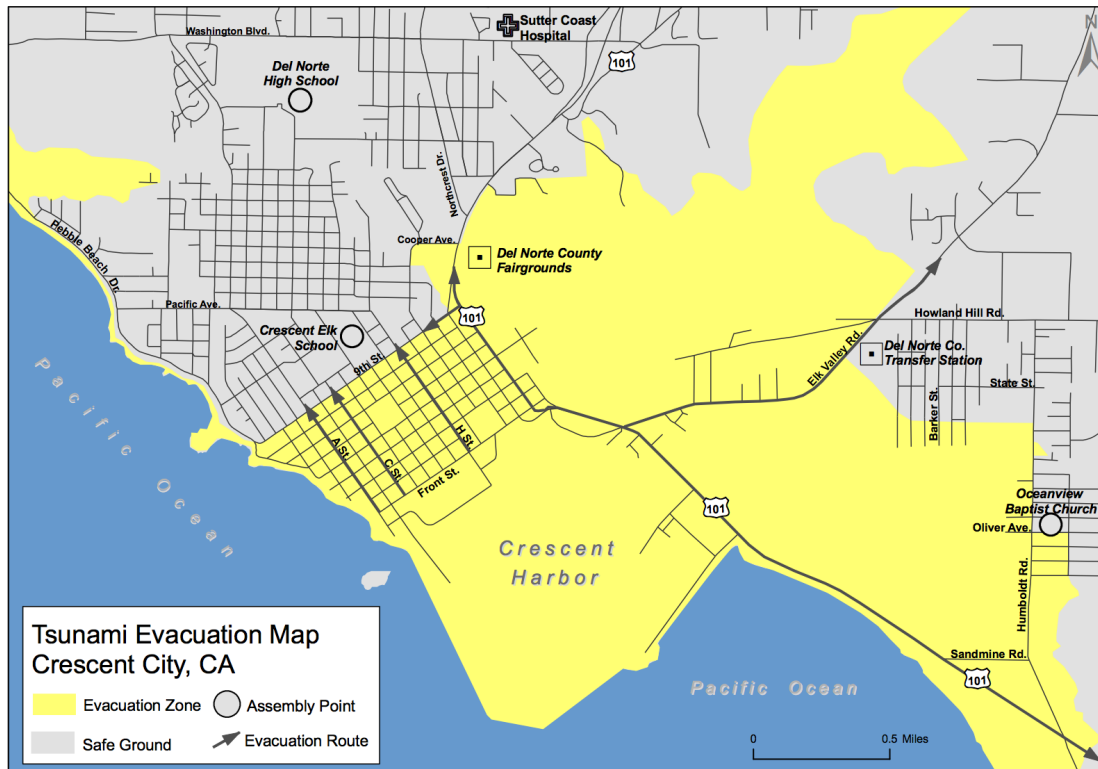 Washington Blvd.
Sutter Coast
Hospital
N
101
Del Norte
High School
Northcrest Dr.
Cooper Ave.
Del Norte County
Fairgrounds
Pebble Beach Dr.
Pacific Ave.
101
Howland Hill Rd.
Crescent Elk
School
9th St.
Del Norte Co.
Transfer Station
Elk Valley Rd.
State St.
Barker St.
A St.
C St.
H St.
Front St.
Pacific Ocean
101
Oceanview
Baptist Church
Oliver Ave.
Crescent
Harbor
Humboldt Rd.
Sandmine Rd.
101
Pacific Ocean
Tsunami Evacuation Map
Crescent City, CA
Evacuation Zone
Assembly Point
Safe Ground
Evacuation Route
0 0.5 Miles